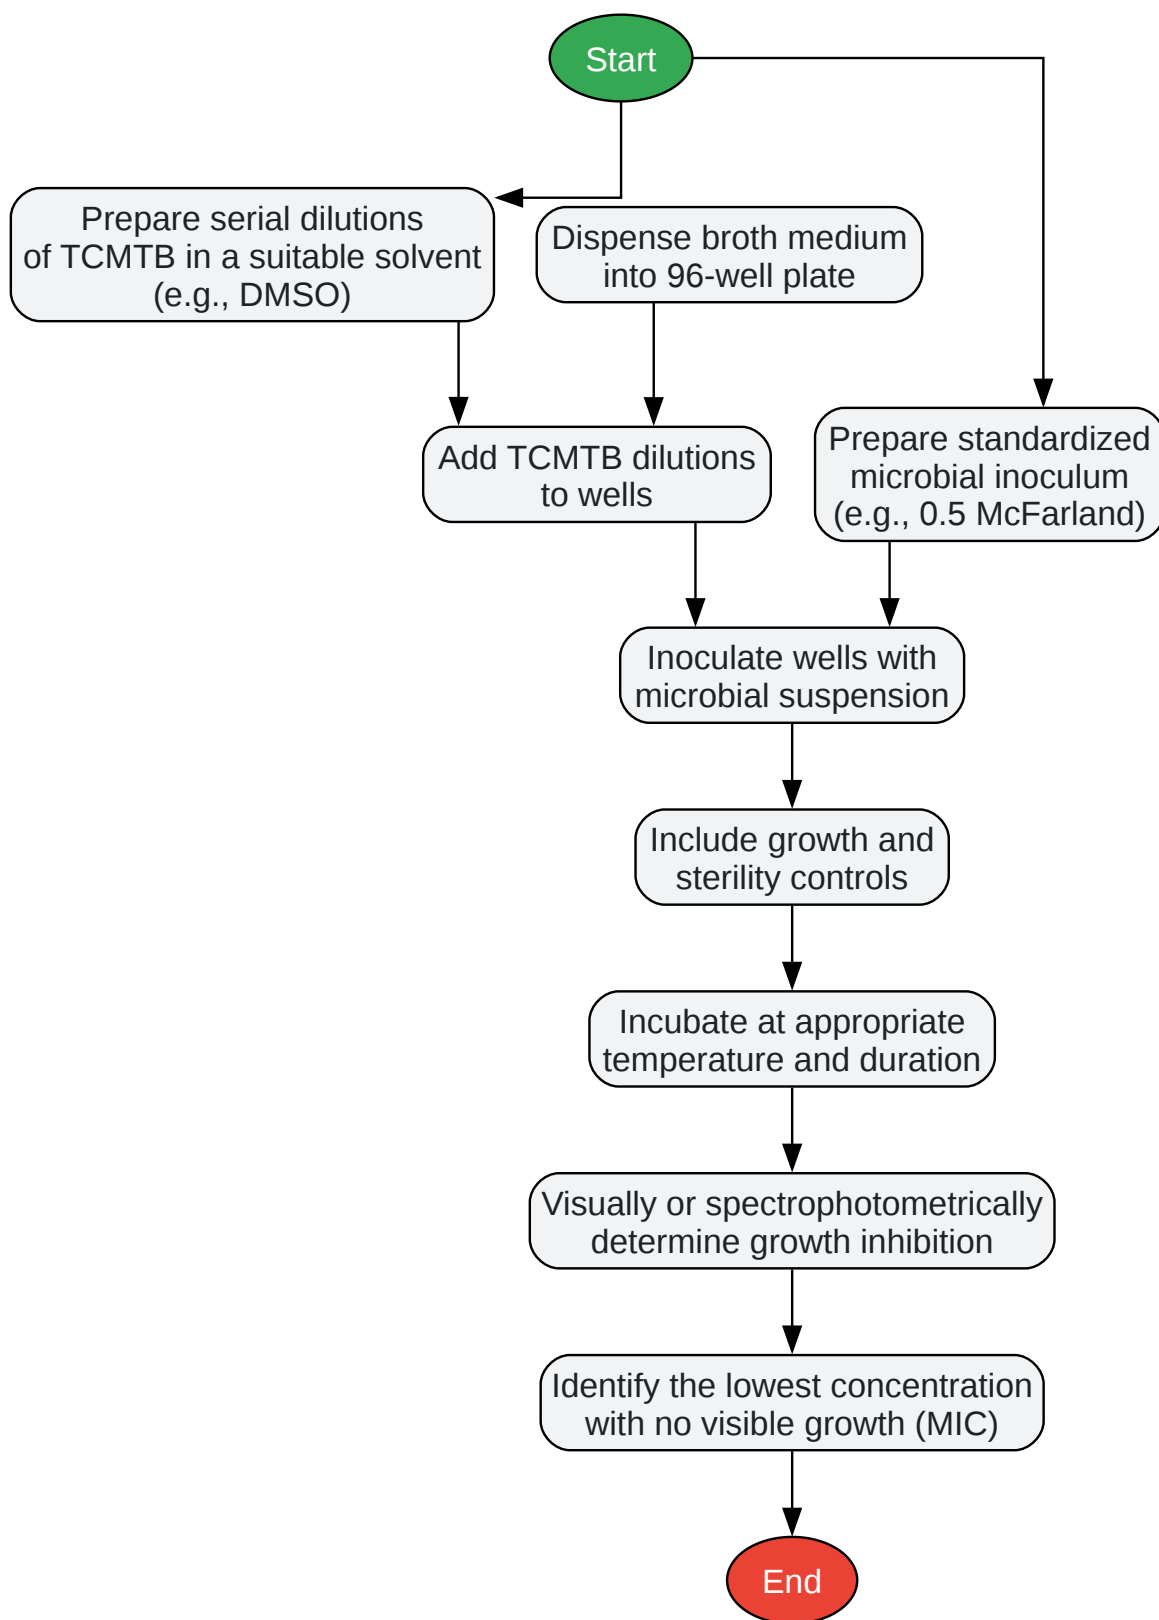 Start
Prepare serial dilutions
of TCMTB in a suitable solvent
(e.g., DMSO)
Dispense broth medium
into 96-well plate
Add TCMTB dilutions
to wells
Prepare standardized
microbial inoculum
(e.g., 0.5 McFarland)
Inoculate wells with
microbial suspension
Include growth and
sterility controls
Incubate at appropriate
temperature and duration
Visually or spectrophotometrically
determine growth inhibition
Identify the lowest concentration
with no visible growth (MIC)
End